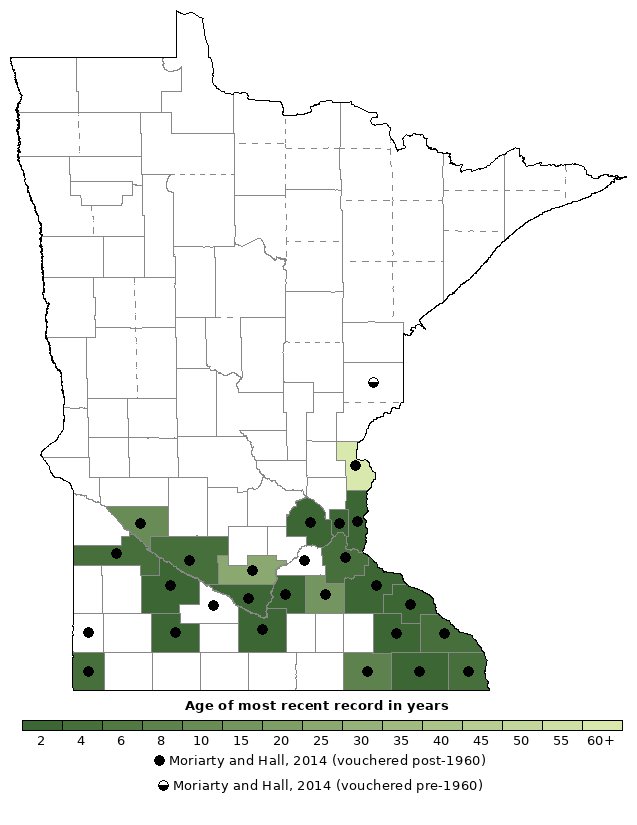 Age of most recent record in years
2 4 6 8 10 15 20 25 30 35 40 45 50 55 60+
Moriarty and Hall, 2014 (vouchered post-1960)
Moriarty and Hall, 2014 (vouchered pre-1960)